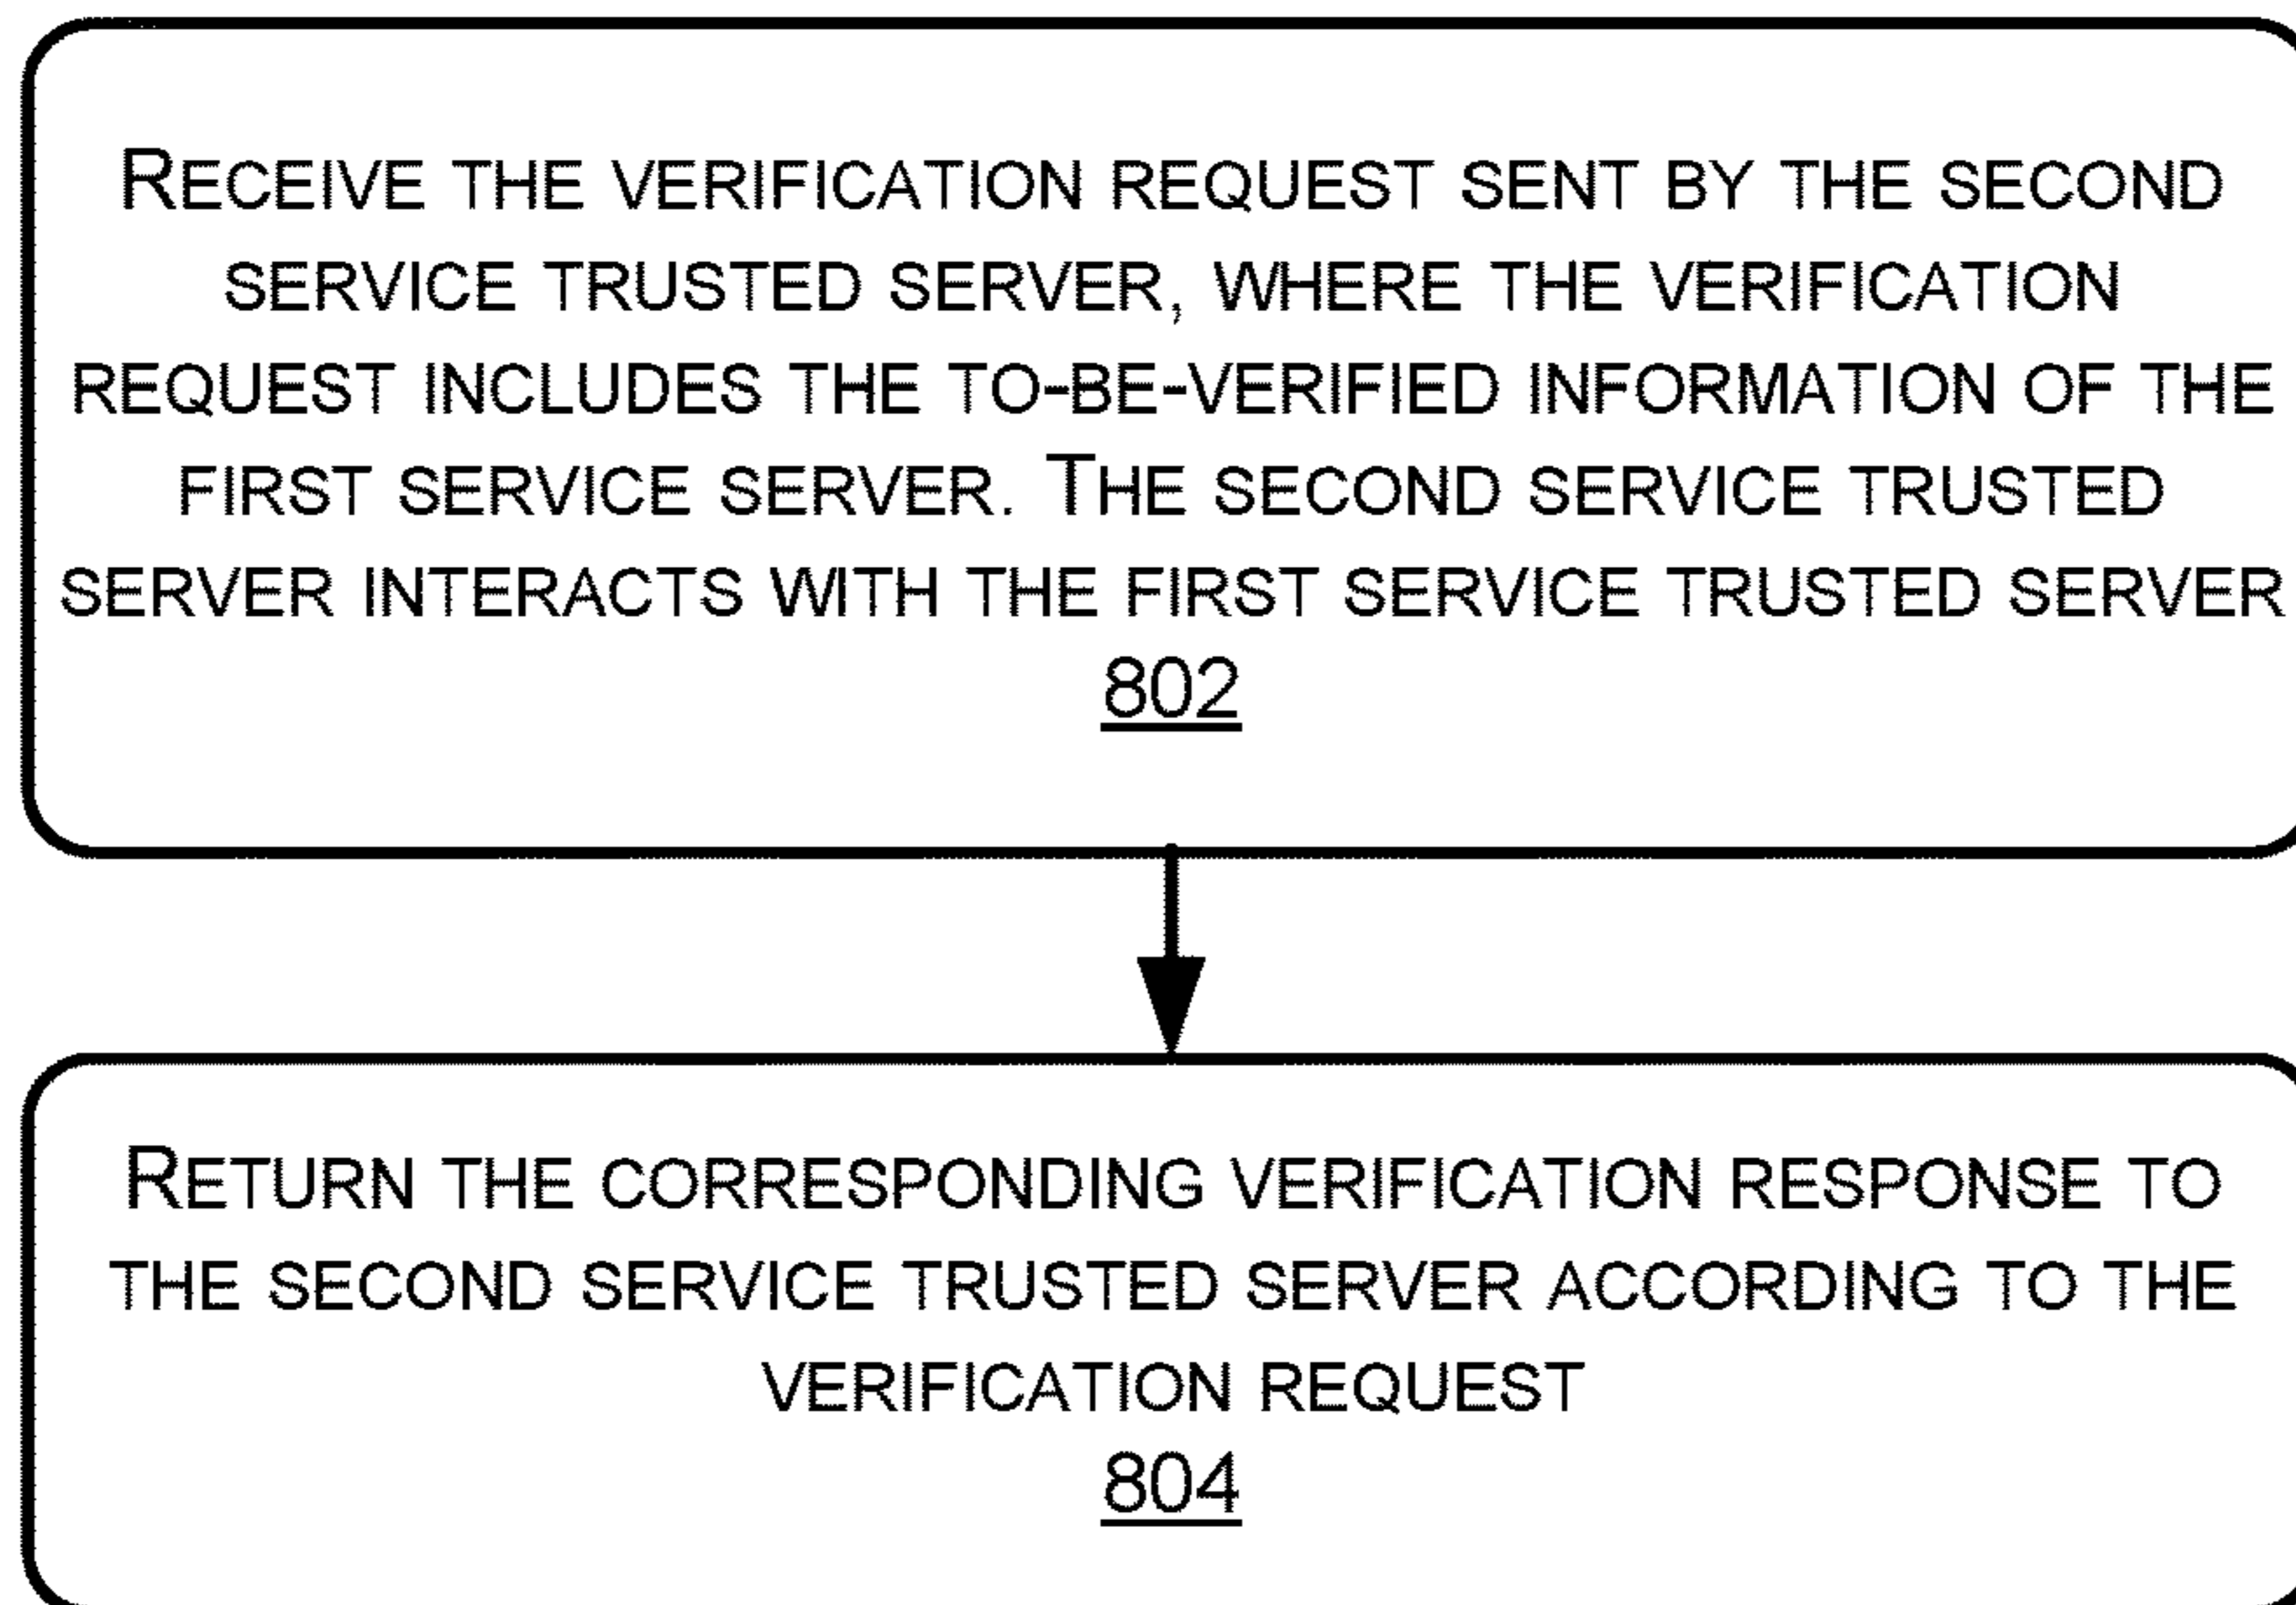 RECEIVE THE VERIFICATION REQUEST SENT BY THE SECOND
SERVICE TRUSTED SERVER, WHERE THE VERIFICATION
REQUEST INCLUDES THE TO-BE-VERIFIED INFORMATION OF THE
FIRST SERVICE SERVER. THE SECOND SERVICE TRUSTED
SERVER INTERACTS WITH THE FIRST SERVICE TRUSTED SERVER
802
RETURN THE CORRESPONDING VERIFICATION RESPONSE TO
THE SECOND SERVICE TRUSTED SERVER ACCORDING TO THE
VERIFICATION REQUEST
804